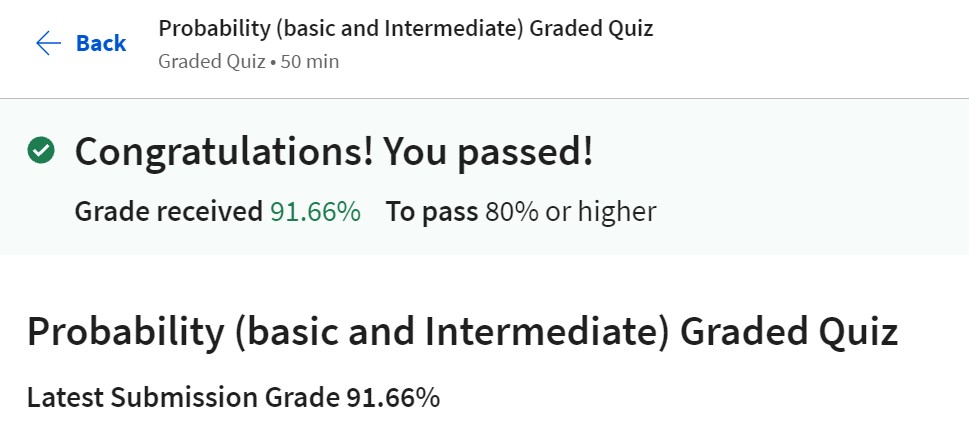 Back
Probability (basic and Intermediate) Graded Quiz
Graded Quiz • 50 min
Congratulations! You passed!
Grade received 91.66% To pass 80% or higher
Probability (basic and Intermediate) Graded Quiz
Latest Submission Grade 91.66%